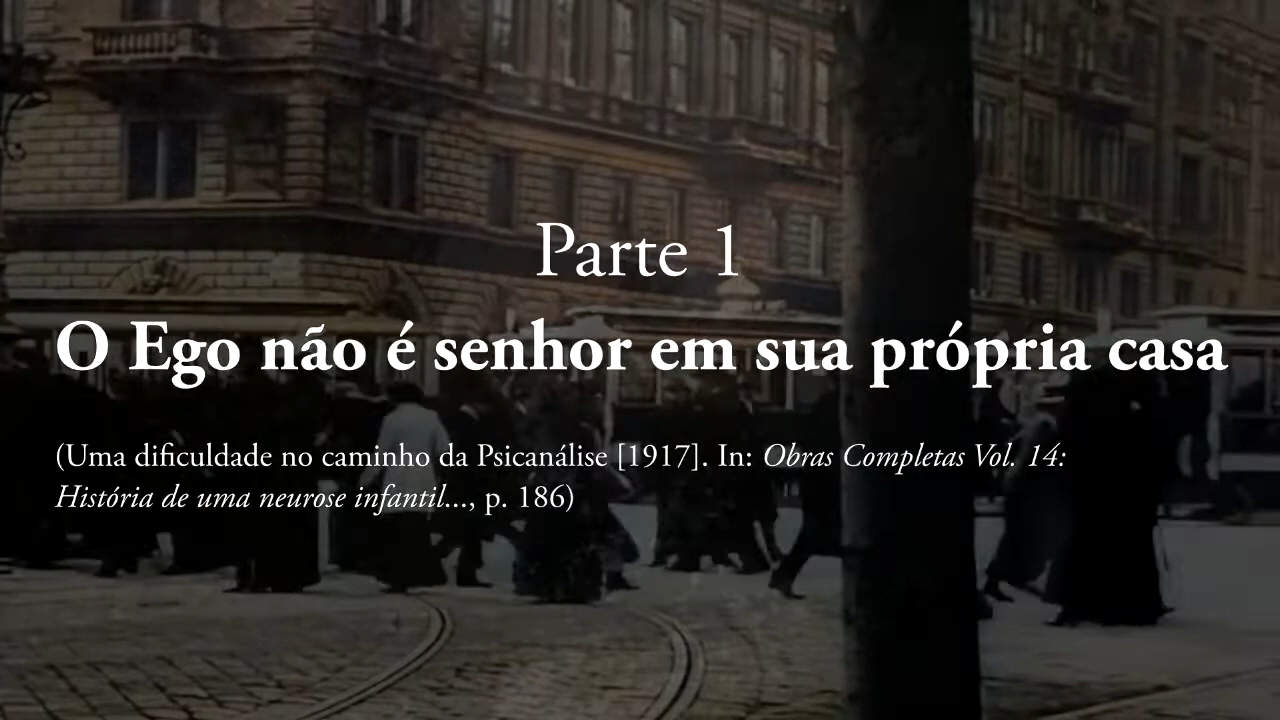 Parte 1
O Ego não é senhor em sua própria casa
(Uma dificuldade no caminho da Psicanálise [1917]. In: Obras Completas Vol. 14:
História de uma neurose infantil..., p. 186)